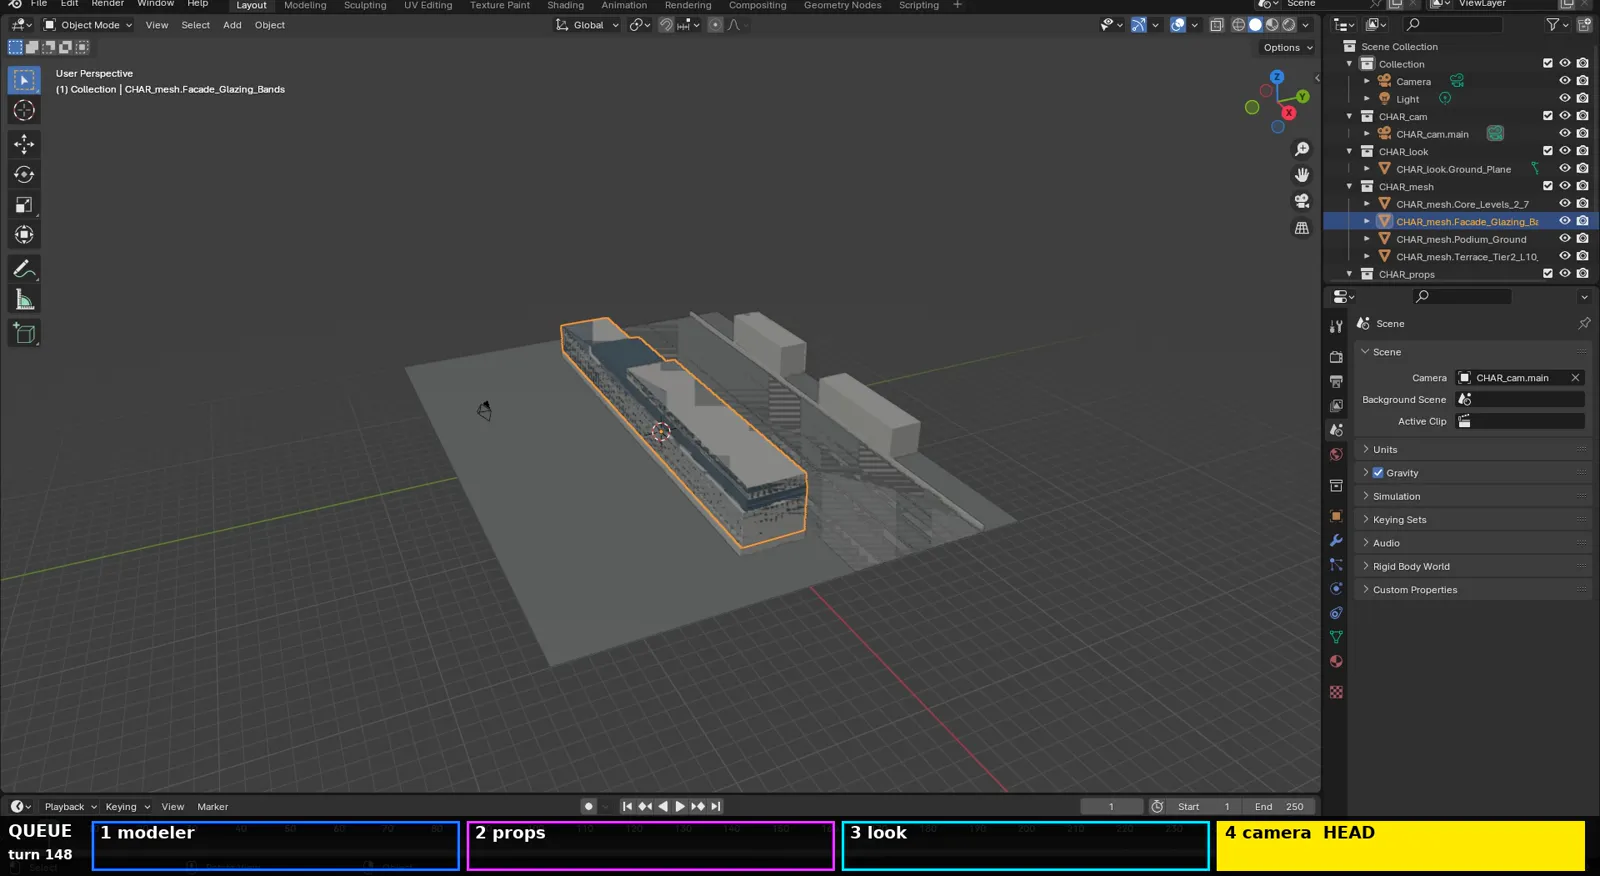 File Edit Render Window Help Layout Modeling Sculpting UV Editing Texture Paint Shading Animation Rendering Compositing Geometry Nodes Scripting + Scene ViewLayer
Object Mode View Select Add Object Global
Options
User Perspective
(1) Collection | CHAR_mesh.Facade_Glazing_Bands
Z
Y
X
Scene Collection
Collection
Camera
Light
CHAR_cam
CHAR_cam.main
CHAR_look
CHAR_look.Ground_Plane
CHAR_mesh
CHAR_mesh.Core_Levels_2_7
CHAR_mesh.Facade_Glazing_Ba
CHAR_mesh.Podium_Ground
CHAR_mesh.Terrace_Tier2_L10_
CHAR_props
Scene
Scene
Camera CHAR_cam.main
Background Scene
Active Clip
Units
Gravity
Simulation
Keying Sets
Audio
Rigid Body World
Custom Properties
Playback Keying View Marker 1 Start 1 End 250
QUEUE
turn 148
1 modeler
2 props
3 look
4 camera HEAD